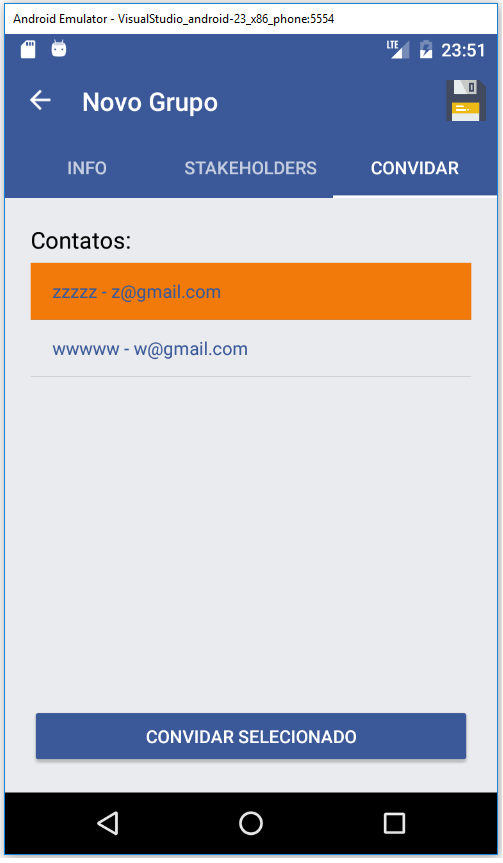 Android Emulator - VisualStudio_android-23_x86_phone:5554
LTE 23:51
Novo Grupo
INFO STAKEHOLDERS CONVIDAR
Contatos:
zzzzz - z@gmail.com
wwwww - w@gmail.com
CONVIDAR SELECIONADO